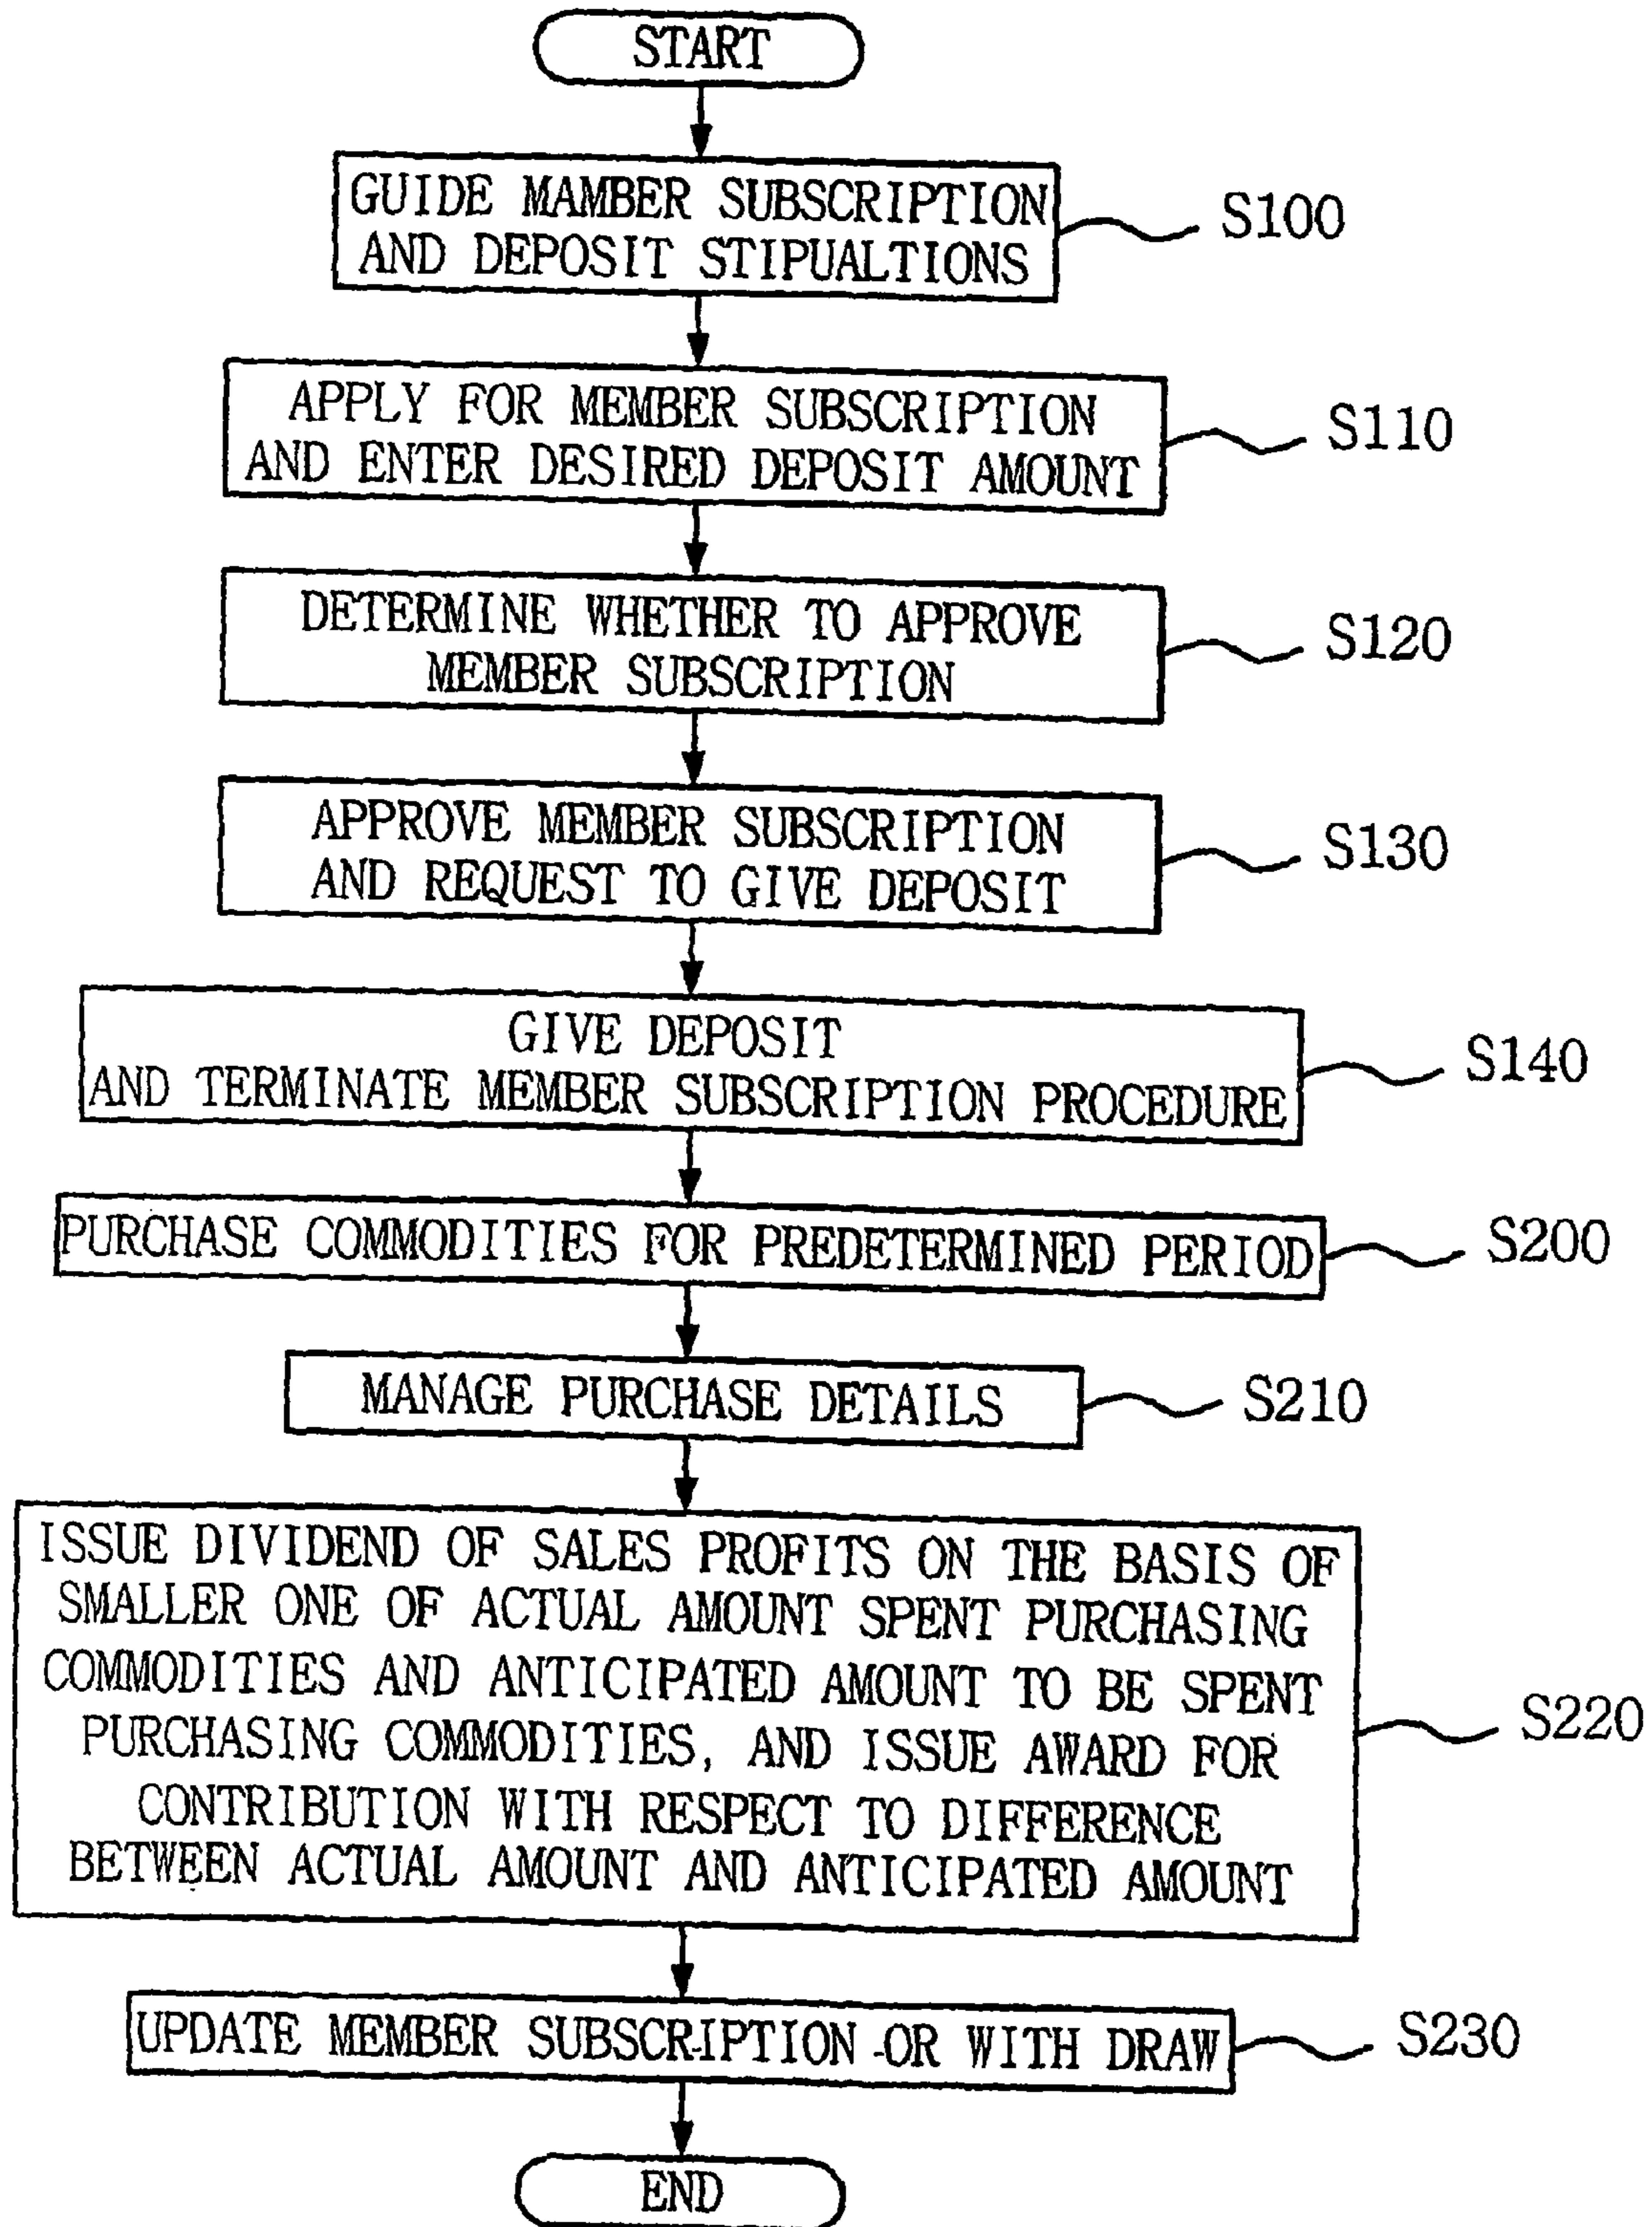 START
GUIDE MAMBER SUBSCRIPTION
AND DEPOSIT STIPUALTIONS
S100
APPLY FOR MEMBER SUBSCRIPTION
AND ENTER DESIRED DEPOSIT AMOUNT
S110
DETERMINE WHETHER TO APPROVE
MEMBER SUBSCRIPTION
S120
APPROVE MEMBER SUBSCRIPTION
AND REQUEST TO GIVE DEPOSIT
S130
GIVE DEPOSIT
AND TERMINATE MEMBER SUBSCRIPTION PROCEDURE
S140
PURCHASE COMMODITIES FOR PREDETERMINED PERIOD
S200
MANAGE PURCHASE DETAILS
S210
ISSUE DIVIDEND OF SALES PROFITS ON THE BASIS OF
SMALLER ONE OF ACTUAL AMOUNT SPENT PURCHASING
COMMODITIES AND ANTICIPATED AMOUNT TO BE SPENT
PURCHASING COMMODITIES, AND ISSUE AWARD FOR
CONTRIBUTION WITH RESPECT TO DIFFERENCE
BETWEEN ACTUAL AMOUNT AND ANTICIPATED AMOUNT
S220
UPDATE MEMBER SUBSCRIPTION OR WITH DRAW
S230
END